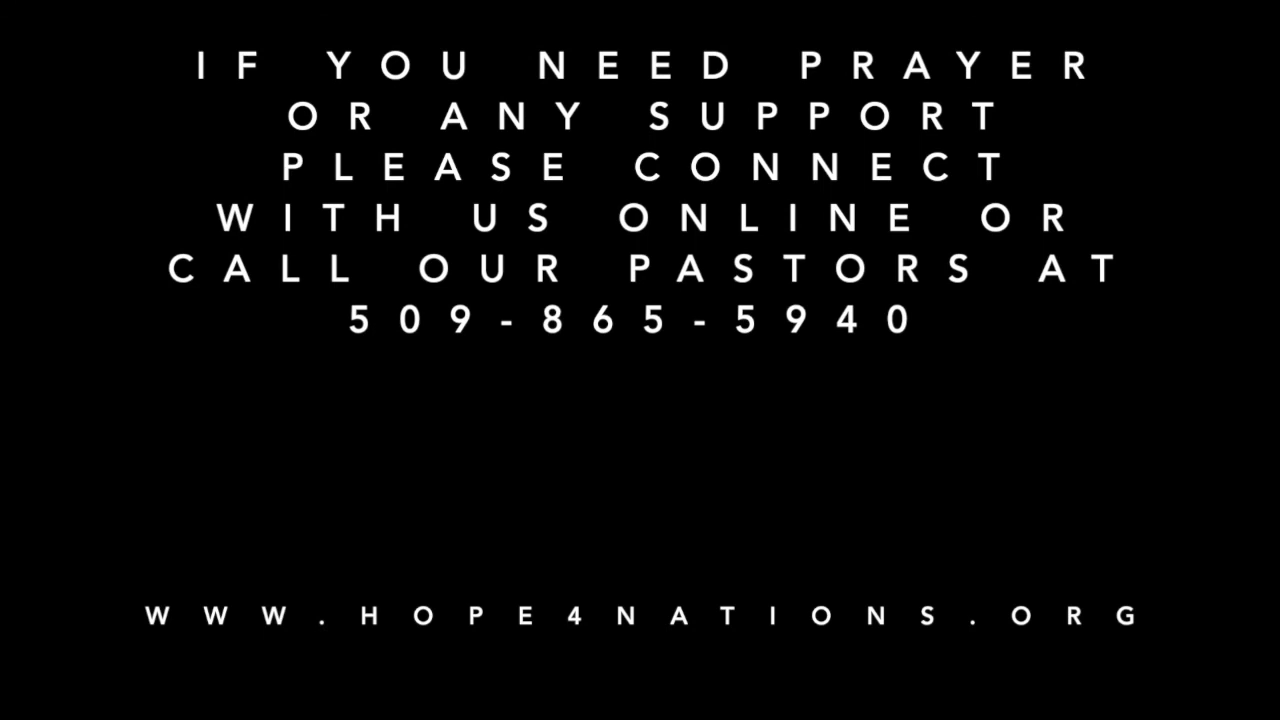 IF YOU NEED PRAYER
OR ANY SUPPORT
PLEASE CONNECT
WITH US ONLINE OR
CALL OUR PASTORS AT
509-865-5940
WWW.HOPE4NATIONS.ORG